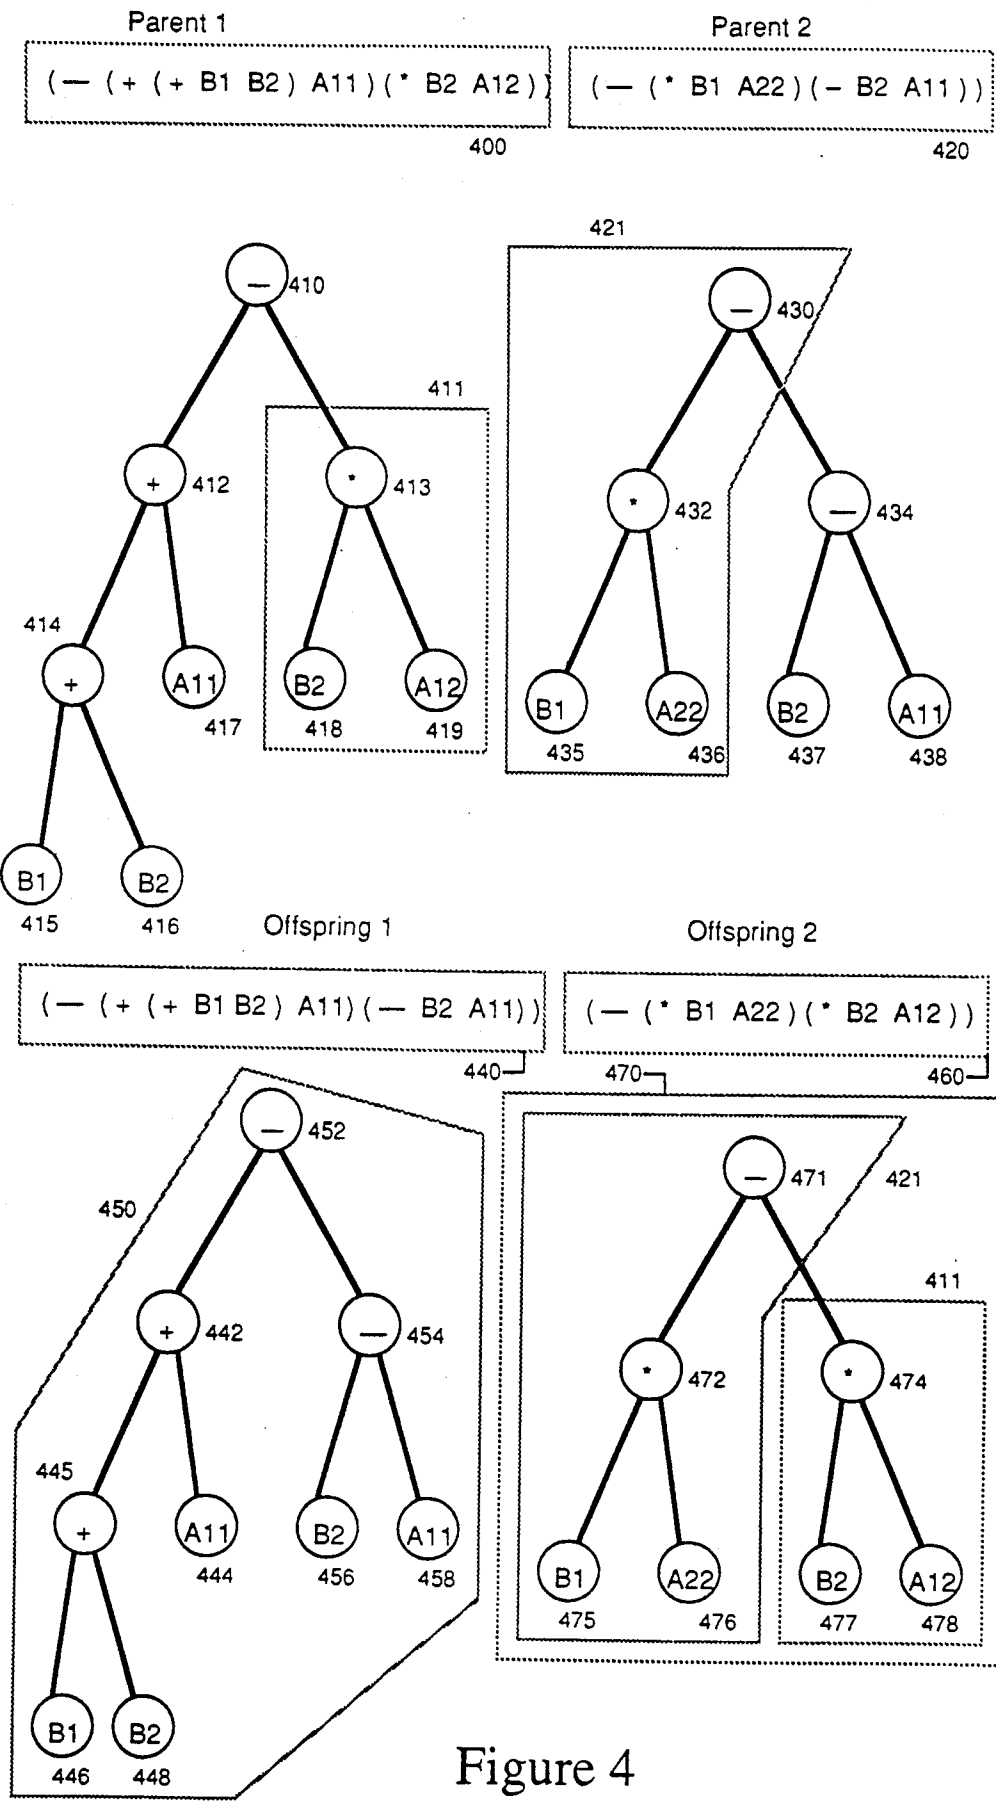 Parent 1
Parent 2
(— (+ (+ B1 B2) A11)(* B2 A12))
(— (* B1 A22)(- B2 A11))
400
420
421
—
410
—
430
411
+
412
*
413
*
432
—
434
414
+
A11
417
B2
418
A12
419
B1
435
A22
436
B2
437
A11
438
B1
415
B2
416
Offspring 1
Offspring 2
(— (+ (+ B1 B2) A11)(— B2 A11))
(— (* B1 A22)(* B2 A12))
440
470
460
—
452
—
471
421
450
411
+
442
—
454
*
472
*
474
445
+
A11
444
B2
456
A11
458
B1
475
A22
476
B2
477
A12
478
B1
446
B2
448
Figure 4